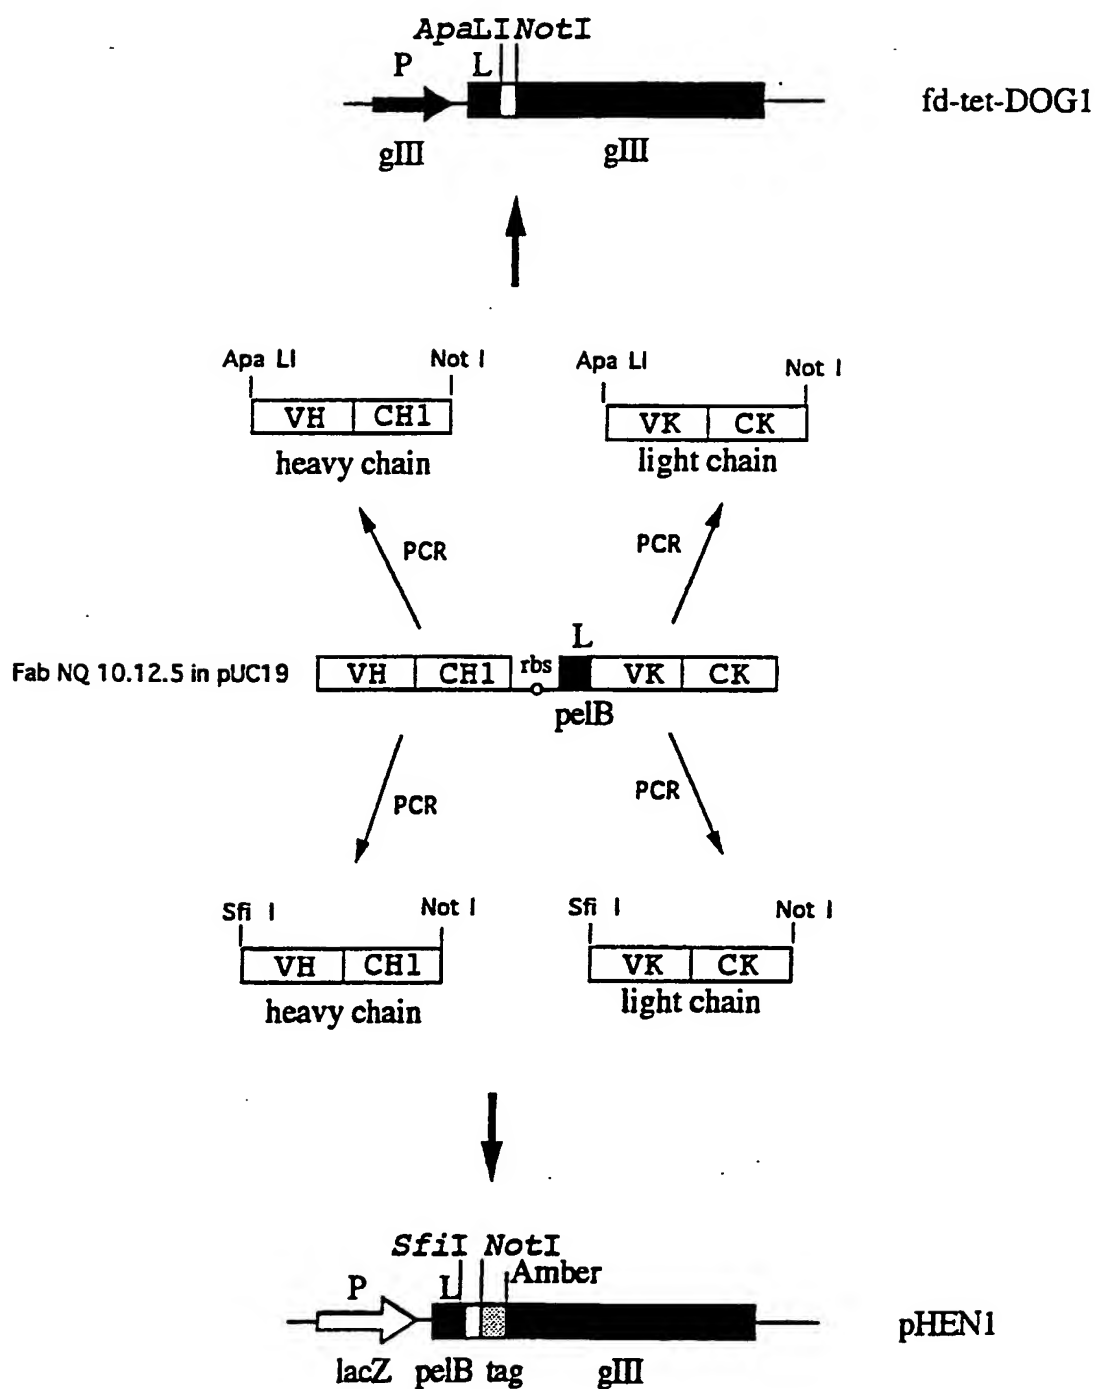 ApaLI NotI
P L
fd-tet-DOG1
gIII gIII
Apa LI Not I
VH CH1
heavy chain
Apa LI Not I
VK CK
light chain
PCR PCR
Fab NQ 10.12.5 in pUC19 VH CH1 rbs L VK CK
pelB
PCR PCR
Sfi I Not I
VH CH1
heavy chain
Sfi I Not I
VK CK
light chain
SfiI NotI
P L Amber
pHEN1
lacZ pelB tag gIII